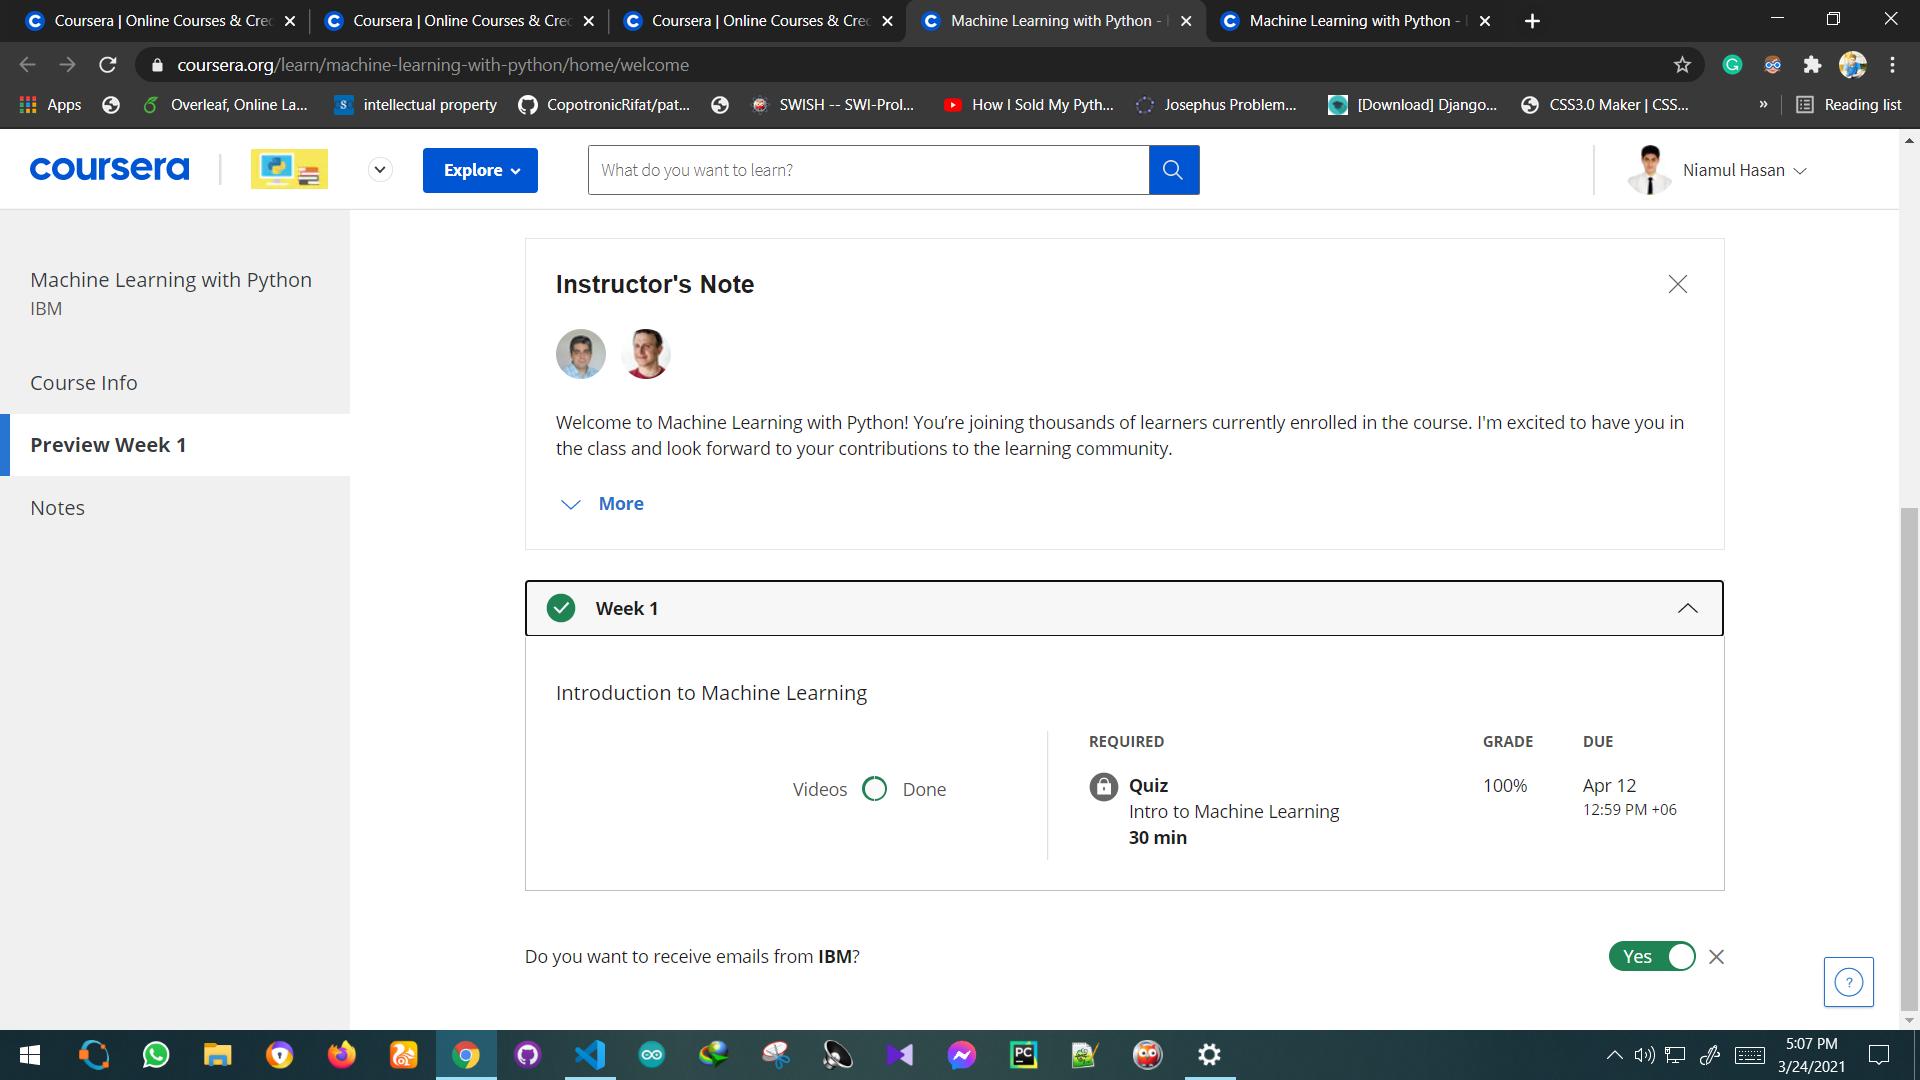 Coursera | Online Courses & Cred
Coursera | Online Courses & Cred
Coursera | Online Courses & Cred
Machine Learning with Python -
Machine Learning with Python -
coursera.org/learn/machine-learning-with-python/home/welcome
Apps
Overleaf, Online La...
intellectual property
CopotronicRifat/pat...
SWISH -- SWI-Prol...
How I Sold My Pyth...
Josephus Problem...
[Download] Django...
CSS3.0 Maker | CSS...
»
Reading list
coursera
Explore
What do you want to learn?
Niamul Hasan
Machine Learning with Python
IBM
Course Info
Preview Week 1
Notes
Instructor's Note
Welcome to Machine Learning with Python! You’re joining thousands of learners currently enrolled in the course. I'm excited to have you in
the class and look forward to your contributions to the learning community.
More
Week 1
Introduction to Machine Learning
Videos Done
REQUIRED GRADE DUE
Quiz 100% Apr 12
Intro to Machine Learning 12:59 PM +06
30 min
Do you want to receive emails from IBM?
Yes
?
PC
5:07 PM
3/24/2021